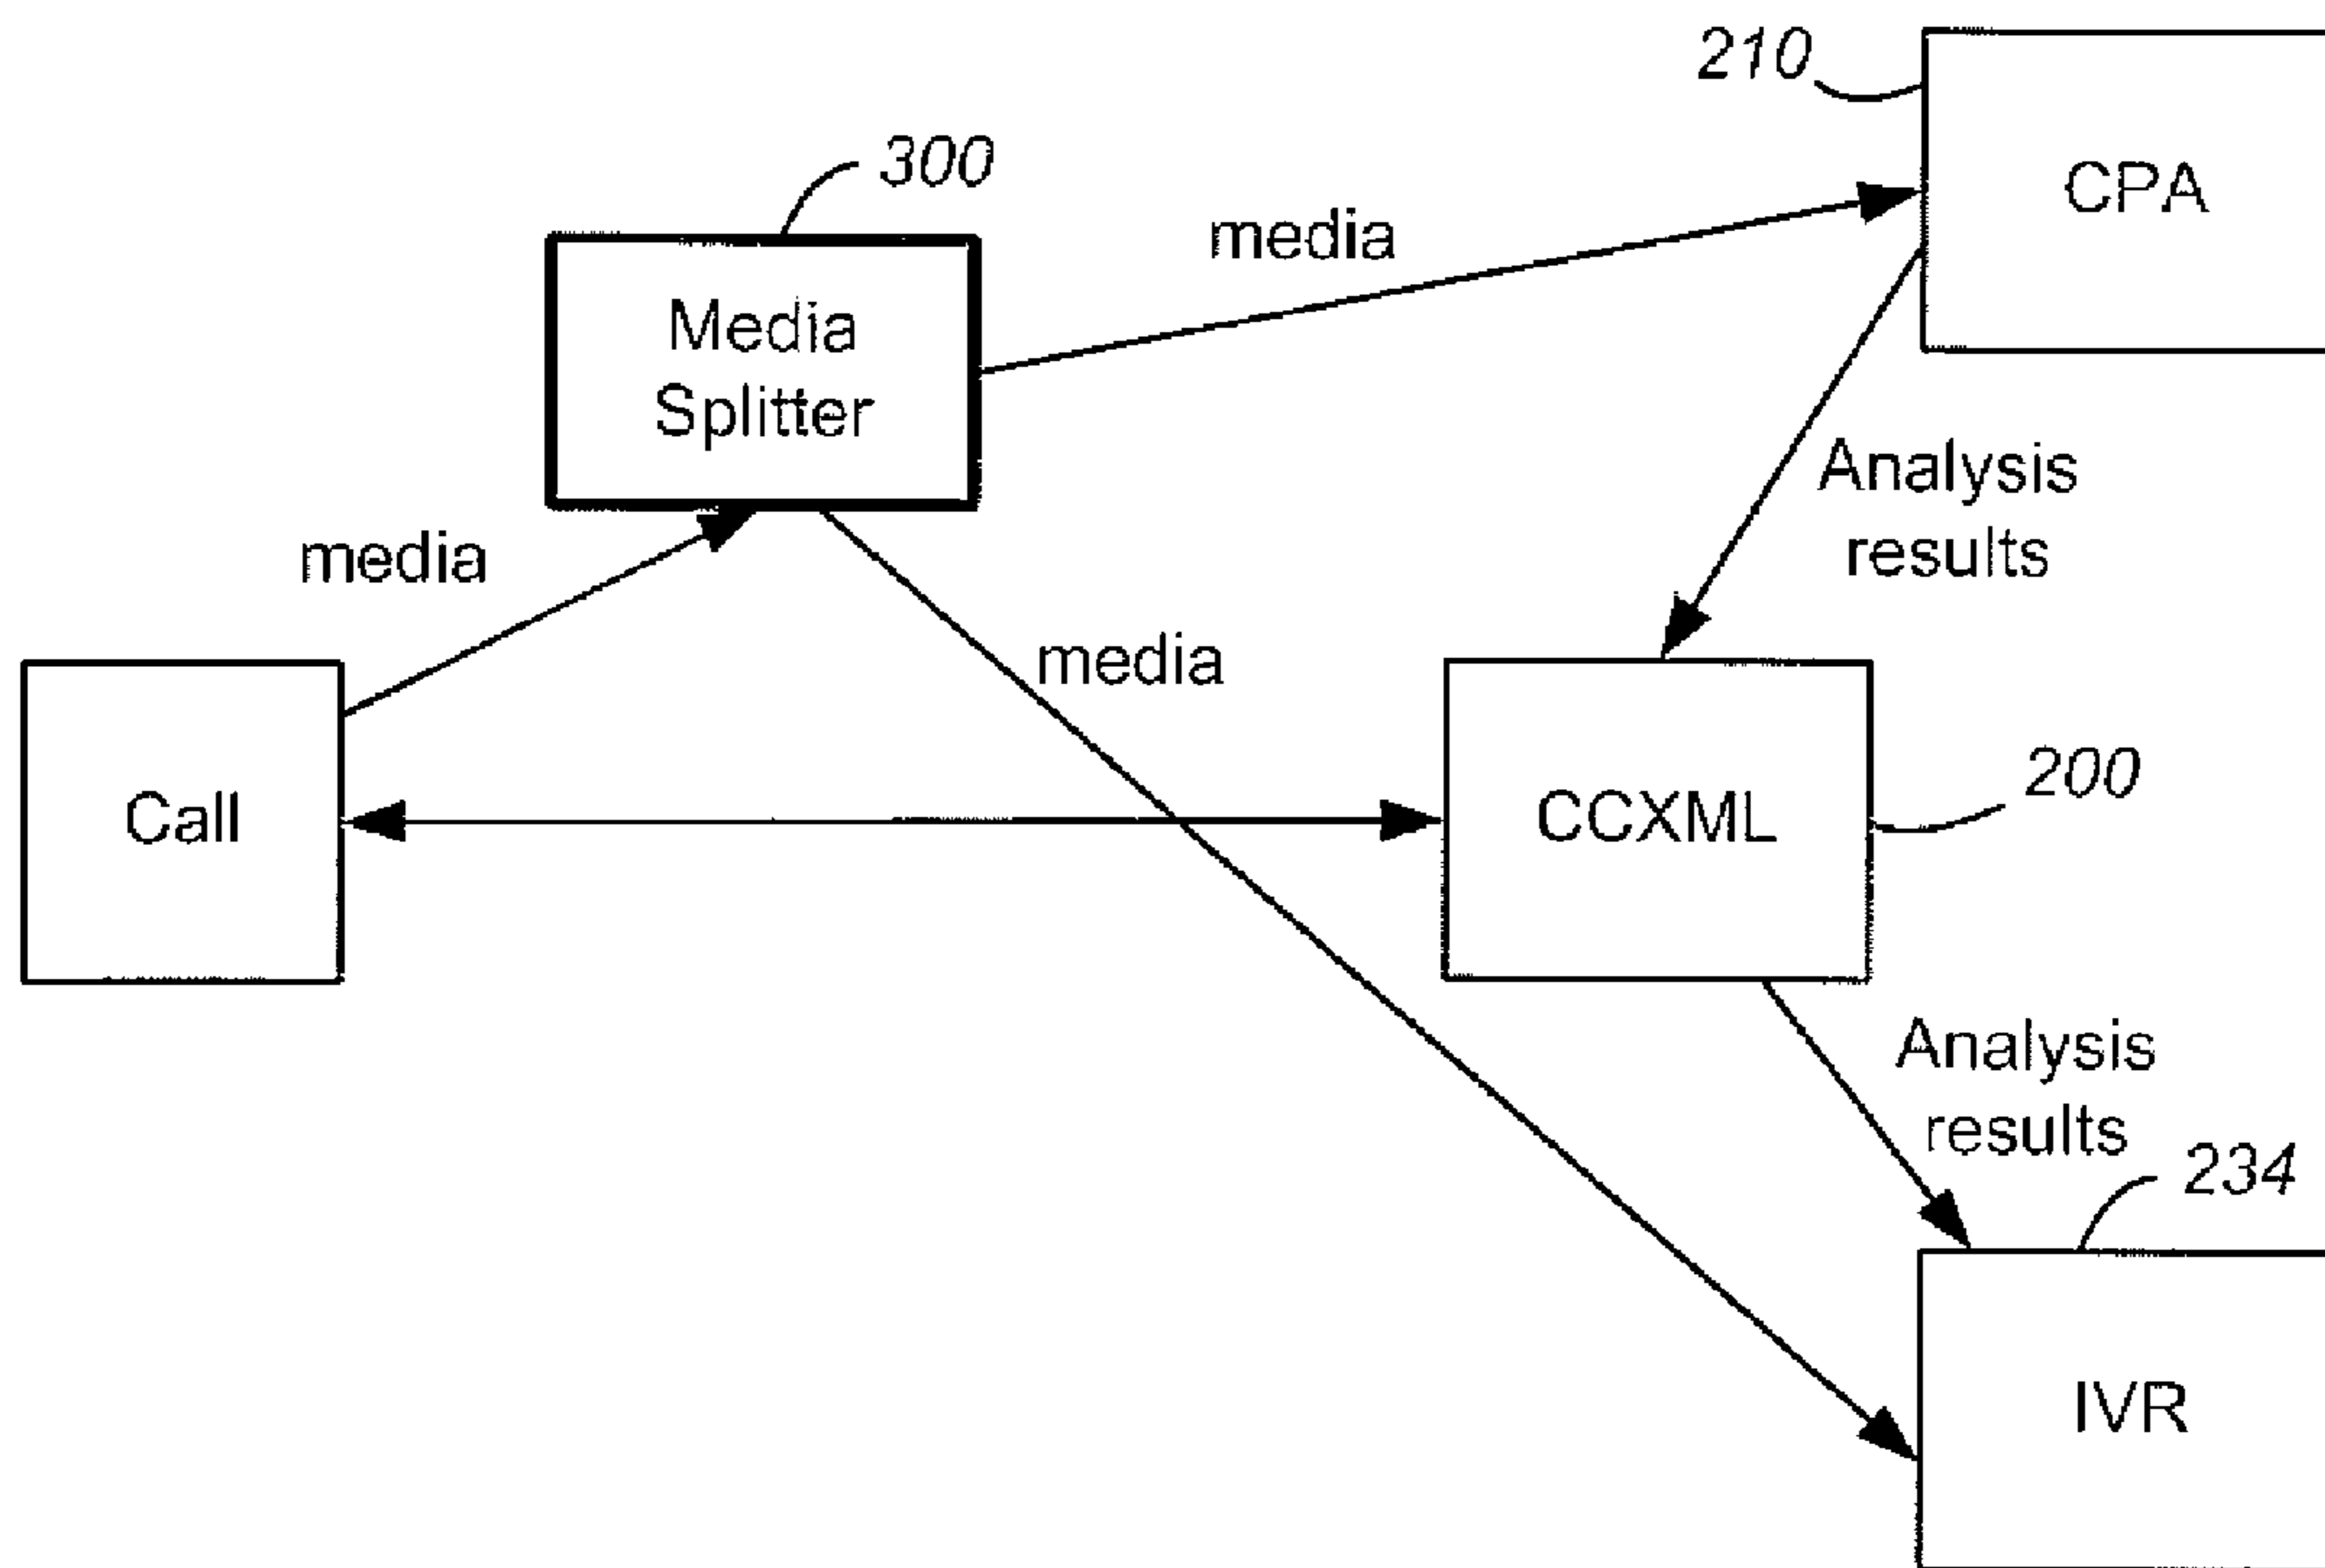 210
CPA
300
media
Media
Splitter
Analysis
results
media
media
Call
CCXML
200
Analysis
results
234
IVR